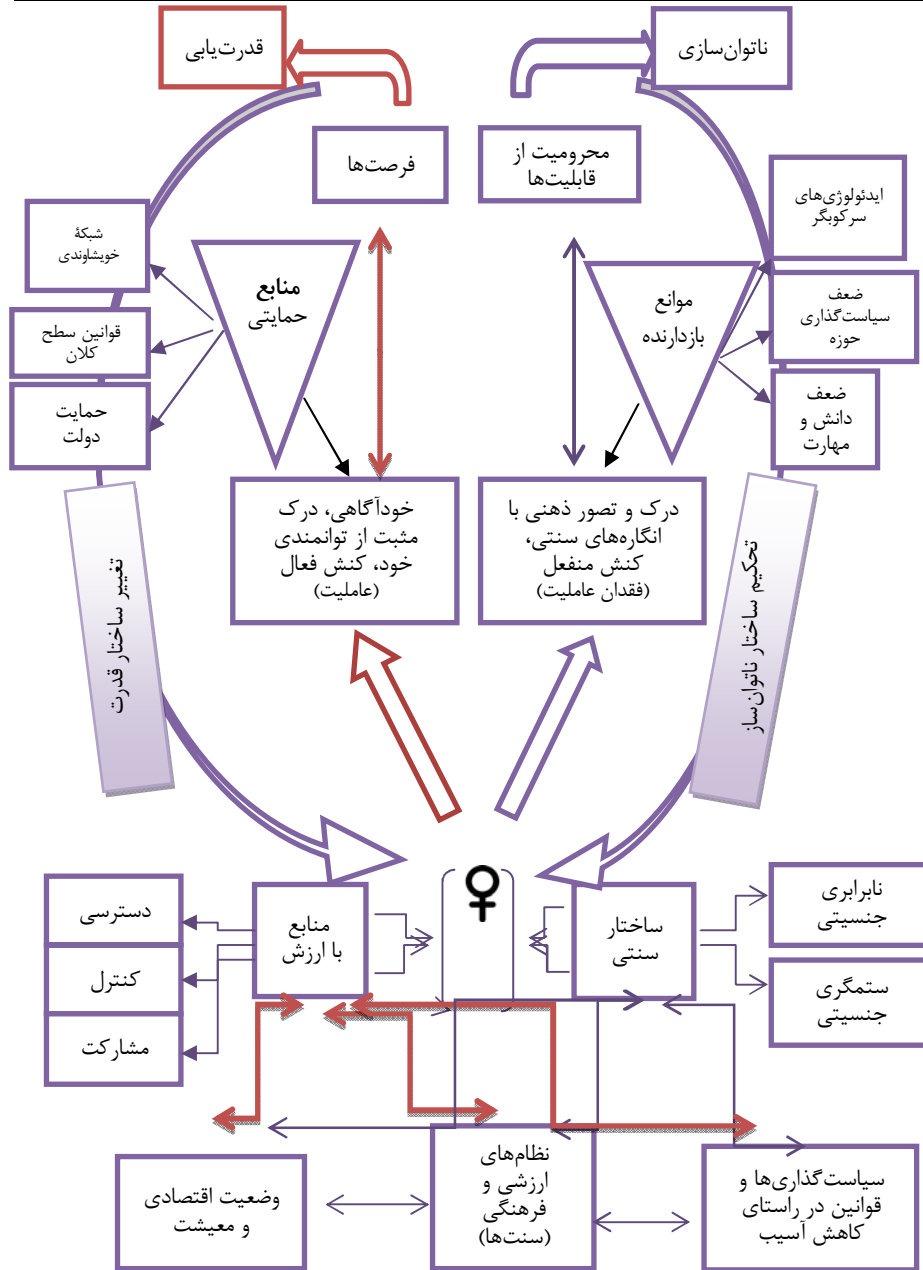 ناتوان‌سازی
قدرت‌یابی
محرومیت از
قابلیت‌ها
فرصت‌ها
ایدئولوژی‌های
سرکوبگر
ضعف
سیاست‌گذاری
حوزه
ضعف
دانش و
مهارت
موانع
بازدارنده
منابع
حمایتی
شبکهٔ
خویشاوندی
قوانین سطح
کلان
حمایت
دولت
درک و تصور ذهنی با
انگاره‌های سنتی،
کنش منفعل
(فقدان عاملیت)
خودآگاهی، درک
مثبت از توانمندی
خود، کنش فعال
(عاملیت)
تحکیم ساختار ناتوان‌ساز
تغییر ساختار قدرت
نابرابری
جنسیتی
ستمگری
جنسیتی
ساختار
سنتی
منابع
با ارزش
دسترسی
کنترل
مشارکت
سیاست‌گذاری‌ها و
قوانین در راستای
کاهش آسیب
نظام‌های
ارزشی و
فرهنگی
(سنت‌ها)
وضعیت اقتصادی
و معیشت